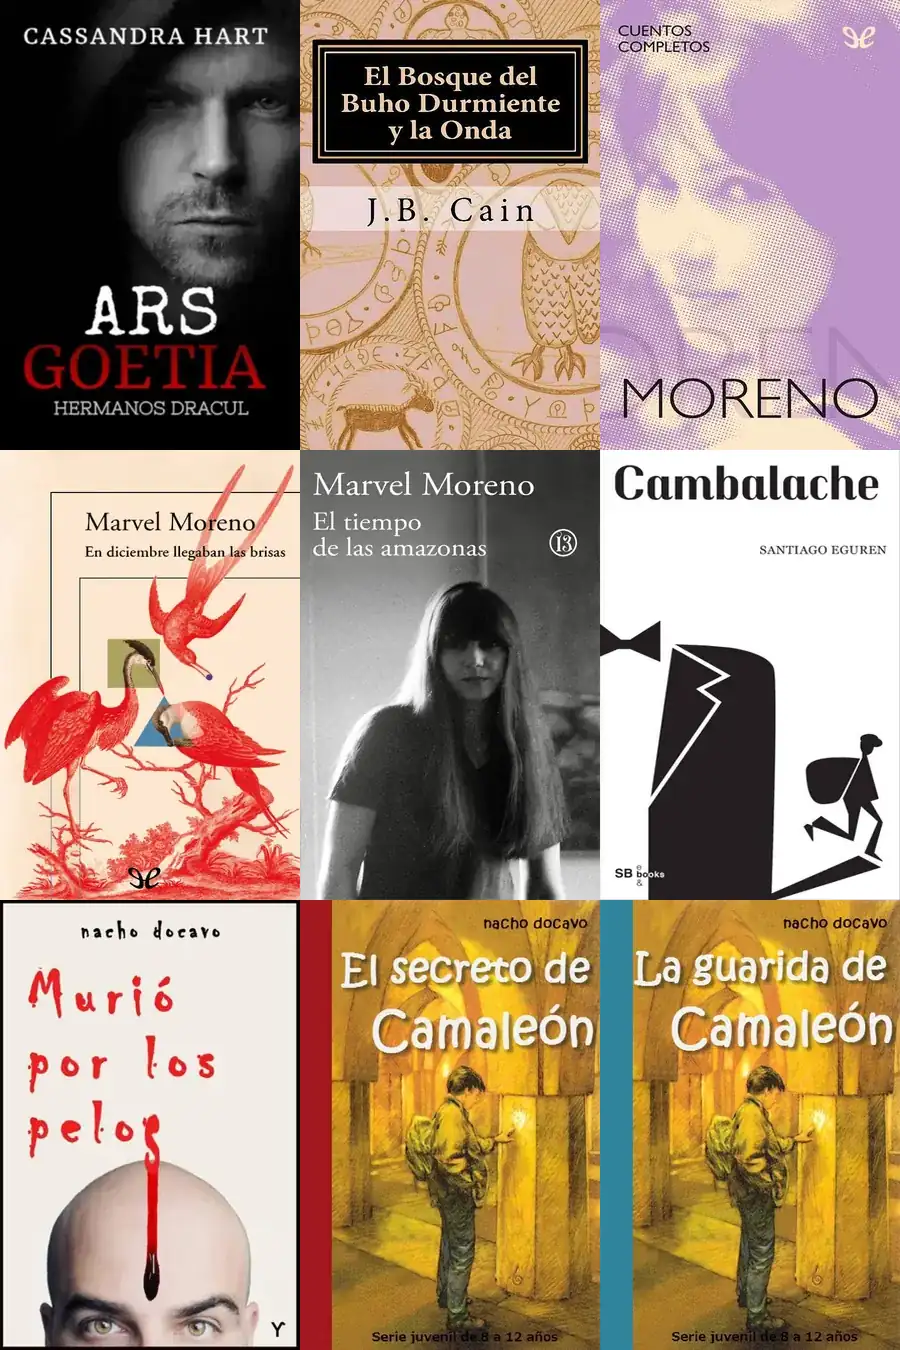 CASSANDRA HART
ARS
GOETIA
HERMANOS DRACUL
El Bosque del
Buho Durmiente
y la Onda
J.B. Cain
CUENTOS
COMPLETOS
MORENO
Marvel Moreno
En diciembre llegaban las brisas
Marvel Moreno
El tiempo
de las amazonas
13
Cambalache
SANTIAGO EGUREN
SB e books &
nacho docavo
Murió
por los
pelos
nacho docavo
El secreto de
Camaleón
Serie juvenil de 8 a 12 años
nacho docavo
La guarida de
Camaleón
Serie juvenil de 8 a 12 años